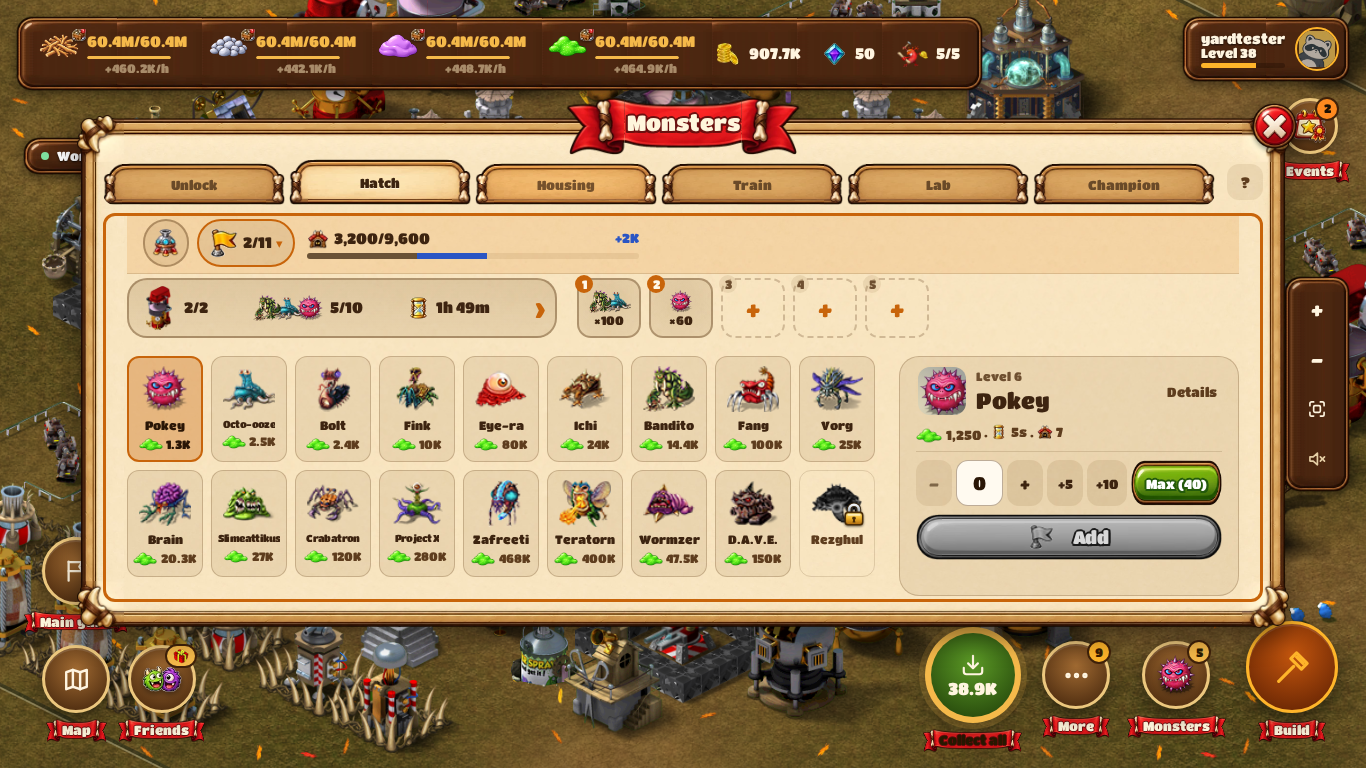 60.4M/60.4M
+460.2K/h
60.4M/60.4M
+442.1K/h
60.4M/60.4M
+448.7K/h
60.4M/60.4M
+464.9K/h
907.7K
50
5/5
yardtester
Level 38
Monsters
2
Events
Wor
Unlock
Hatch
Housing
Train
Lab
Champion
?
2/11
3,200/9,600
+2K
2/2
5/10
1h 49m
1
×100
2
×60
3
+
4
+
5
+
Pokey
1.3K
Octo-ooze
2.5K
Bolt
2.4K
Fink
10K
Eye-ra
80K
Ichi
24K
Bandito
14.4K
Fang
100K
Vorg
25K
Brain
20.3K
Slimeattikus
27K
Crabatron
120K
Project X
280K
Zafreeti
468K
Teratorn
400K
Wormzer
47.5K
D.A.V.E.
150K
Rezghul
Level 6
Pokey
Details
1,250 · 5s . 7
− 0 + +5 +10 Max (40)
Add
+
−
Main
SPRAY
38.9K
Collect all
9
More
5
Monsters
Build
Map
Friends